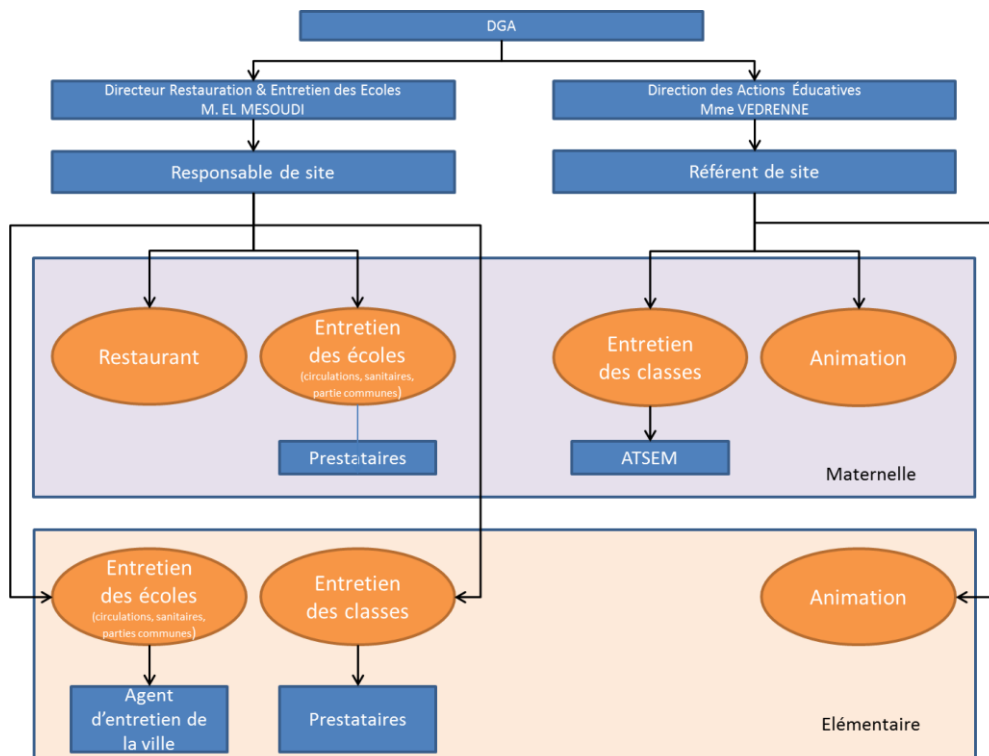 DGA
Directeur Restauration & Entretien des Ecoles
M. EL MESOUDI
Direction des Actions Éducatives
Mme VEDRENNE
Responsable de site
Référent de site
Restaurant
Entretien
des écoles
(circulations, sanitaires,
partie communes)
Entretien
des classes
Animation
Prestataires
ATSEM
Maternelle
Entretien
des écoles
(circulations, sanitaires,
parties communes)
Entretien
des classes
Animation
Agent
d'entretien de
la ville
Prestataires
Elémentaire